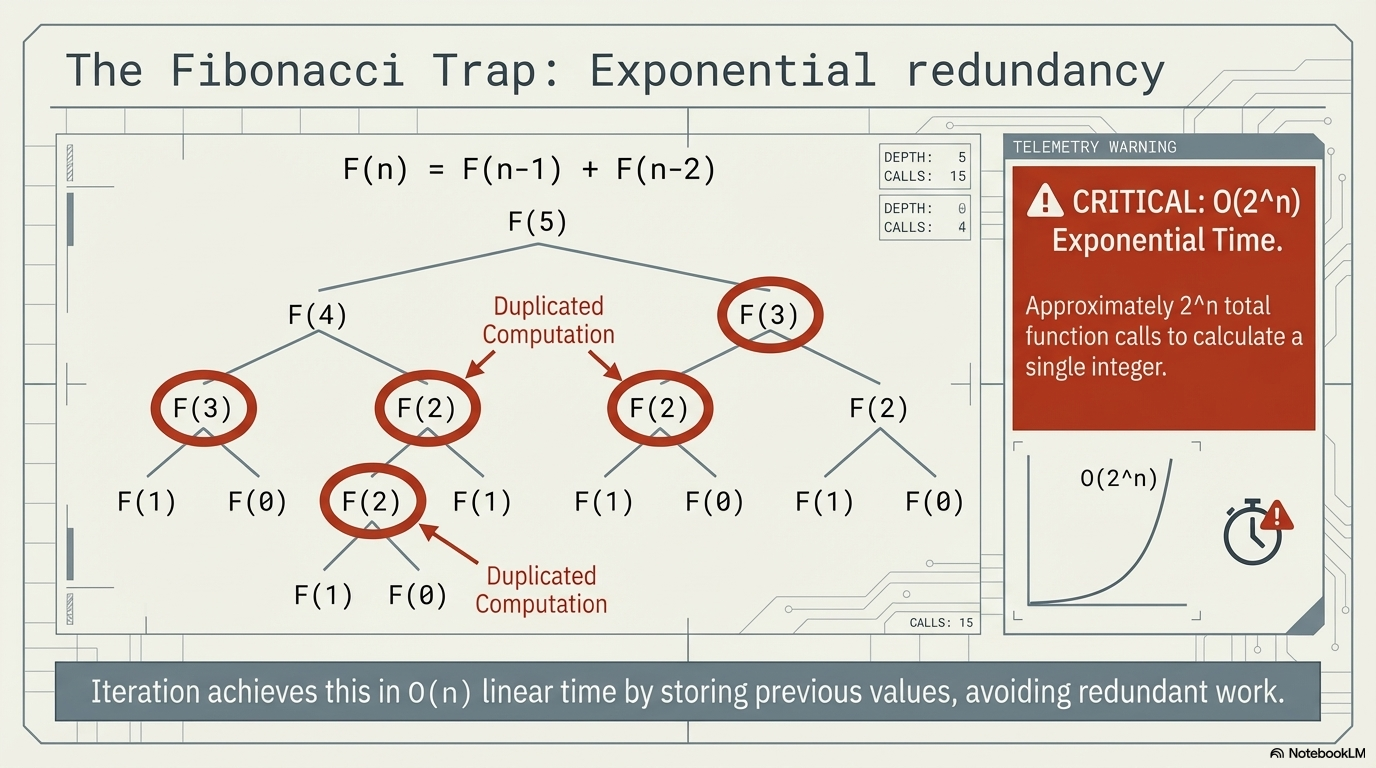 The Fibonacci Trap: Exponential redundancy
F(n) = F(n-1) + F(n-2)
DEPTH: 5
CALLS: 15
DEPTH: 0
CALLS: 4
F(5)
F(4)
Duplicated
Computation
F(3)
F(3)
F(2)
F(2)
F(2)
F(1)
F(0)
F(2)
F(1)
F(1)
F(0)
F(1)
F(0)
F(1)
F(0)
Duplicated
Computation
CALLS: 15
TELEMETRY WARNING
CRITICAL: O(2^n)
Exponential Time.
Approximately 2^n total
function calls to calculate a
single integer.
O(2^n)
Iteration achieves this in O(n) linear time by storing previous values, avoiding redundant work.
NotebookLM